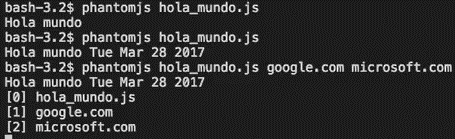 bash-3.2$ phantomjs hola_mundo.js
Hola mundo
bash-3.2$ phantomjs hola_mundo.js
Hola mundo Tue Mar 28 2017
bash-3.2$ phantomjs hola_mundo.js google.com microsoft.com
Hola mundo Tue Mar 28 2017
[0] hola_mundo.js
[1] google.com
[2] microsoft.com